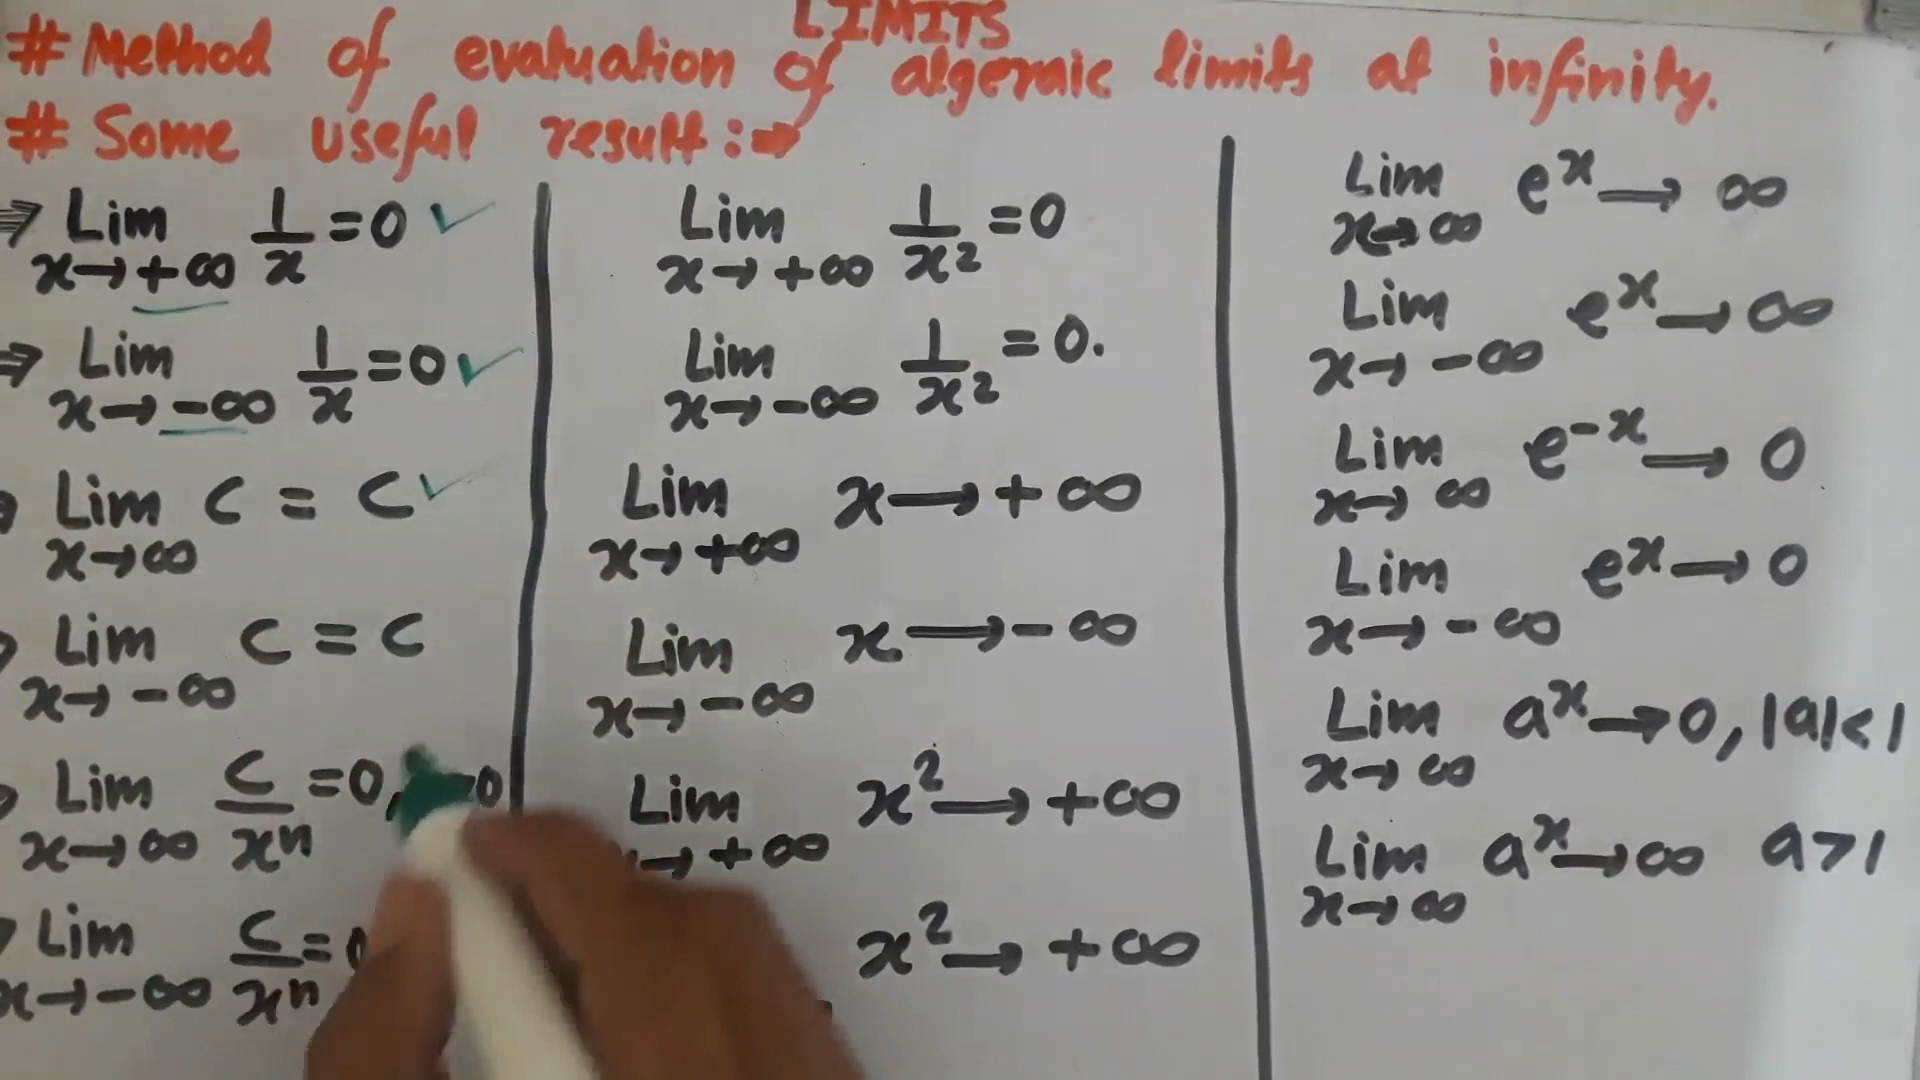 LIMITS
# Method of evaluation of algeraic limits at infinity.
# Some useful result:→
⇒ Lim 1/x = 0 ✓
x→+∞
⇒ Lim 1/x = 0 ✓
x→-∞
Lim C = C ✓
x→∞
Lim C = C
x→-∞
Lim C/xⁿ = 0,
x→∞
Lim C/xⁿ =
x→-∞
Lim 1/x² = 0
x→+∞
Lim 1/x² = 0.
x→-∞
Lim x→+∞
x→+∞
Lim x→-∞
x→-∞
Lim x²→+∞
→+∞
x²→+∞
Lim eˣ→∞
x→∞
Lim eˣ→∞
x→-∞
Lim e⁻ˣ→0
x→∞
Lim eˣ→0
x→-∞
Lim aˣ→0, |a|<1
x→∞
Lim aˣ→∞ a>1
x→∞